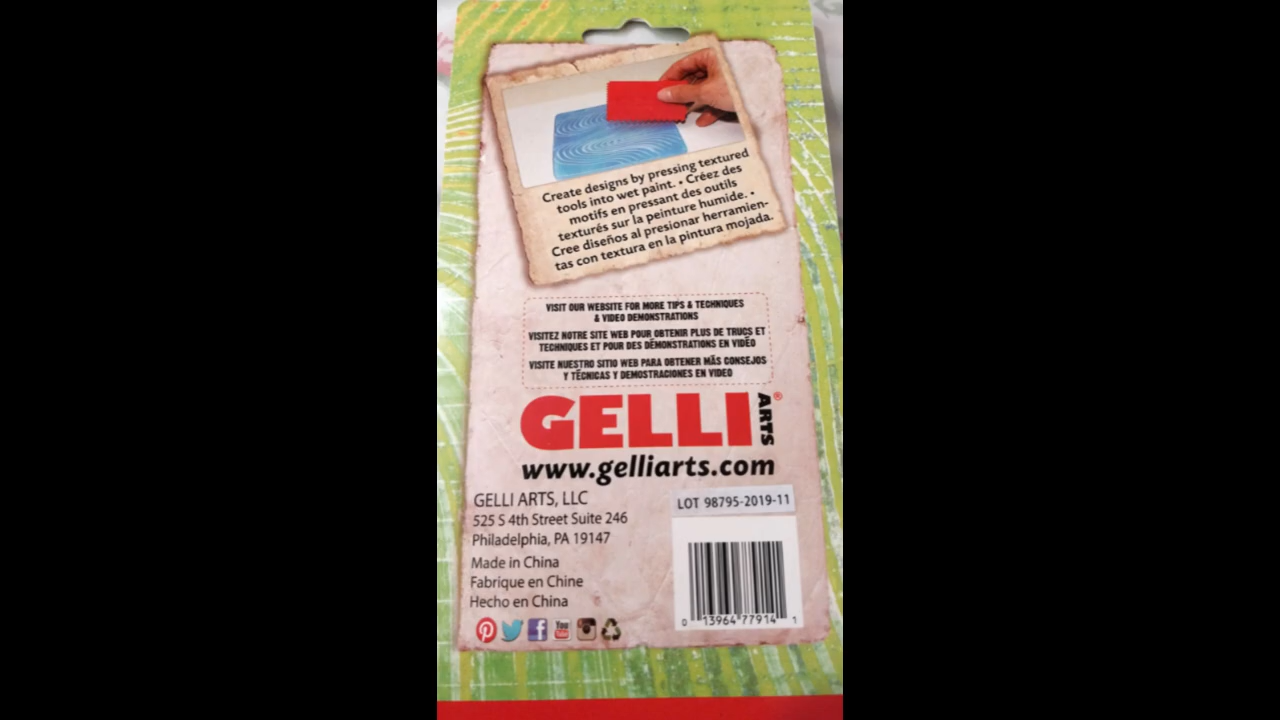 Create designs by pressing textured
tools into wet paint. • Créez des
motifs en pressant des outils
texturés sur la peinture humide. •
Cree diseños al presionar herramien-
tas con textura en la pintura mojada.
VISIT OUR WEBSITE FOR MORE TIPS & TECHNIQUES
& VIDEO DEMONSTRATIONS
VISITEZ NOTRE SITE WEB POUR OBTENIR PLUS DE TRUCS ET
TECHNIQUES ET POUR DES DÉMONSTRATIONS EN VIDÉO
VISITE NUESTRO SITIO WEB PARA OBTENER MÁS CONSEJOS
Y TÉCNICAS Y DEMOSTRACIONES EN VIDEO
GELLI ARTS®
www.gelliarts.com
GELLI ARTS, LLC
525 S 4th Street Suite 246
Philadelphia, PA 19147
Made in China
Fabrique en Chine
Hecho en China
LOT 98795-2019-11
0 13964 77914 1
You Tube